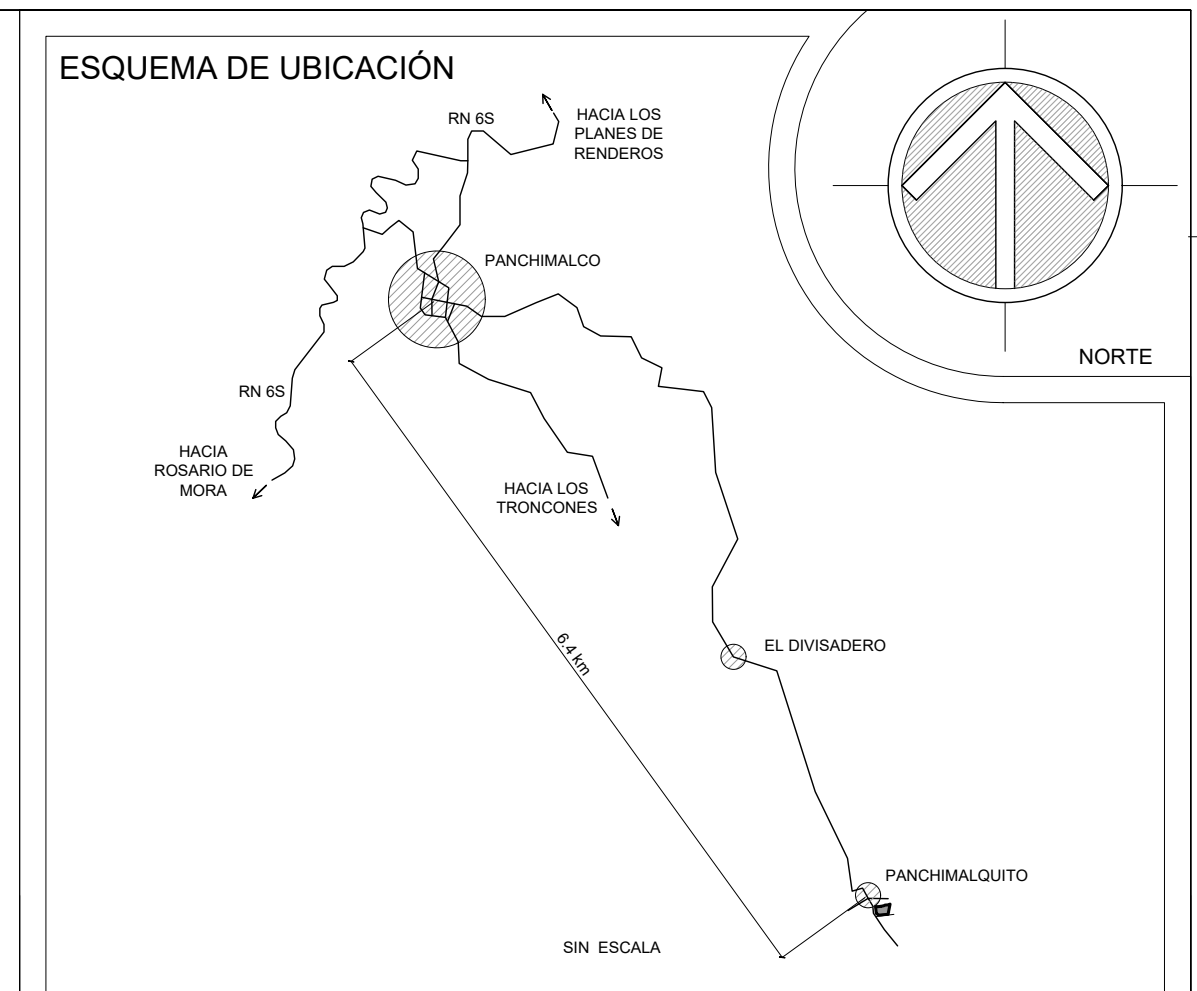 ESQUEMA DE UBICACIÓN
RN 6S
HACIA LOS
PLANES DE
RENDEROS
PANCHIMALCO
NORTE
RN 6S
HACIA
ROSARIO DE
MORA
HACIA LOS
TRONCONES
6.4 km
EL DIVISADERO
PANCHIMALQUITO
SIN ESCALA